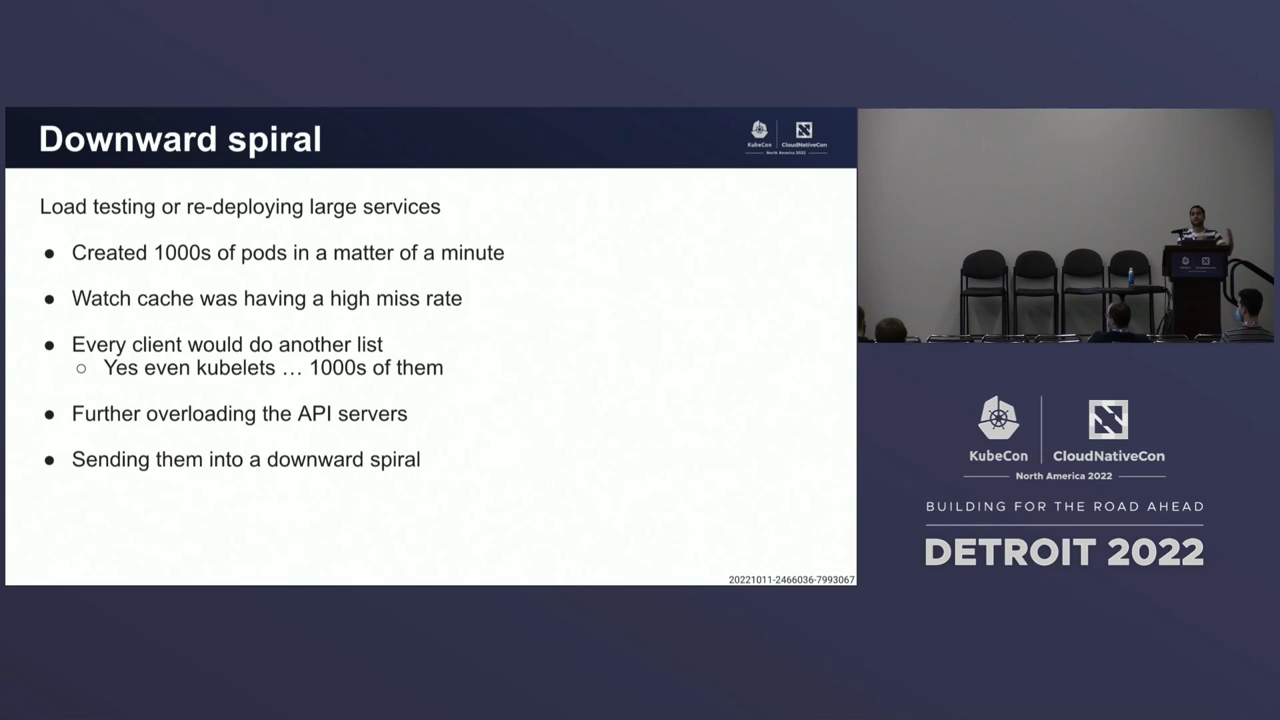 Downward spiral
KubeCon
CloudNativeCon
North America 2022
Load testing or re-deploying large services
● Created 1000s of pods in a matter of a minute
● Watch cache was having a high miss rate
● Every client would do another list
○ Yes even kubelets … 1000s of them
● Further overloading the API servers
● Sending them into a downward spiral
20221011-2466036-7993067
KubeCon
CloudNativeCon
North America 2022
BUILDING FOR THE ROAD AHEAD
DETROIT 2022